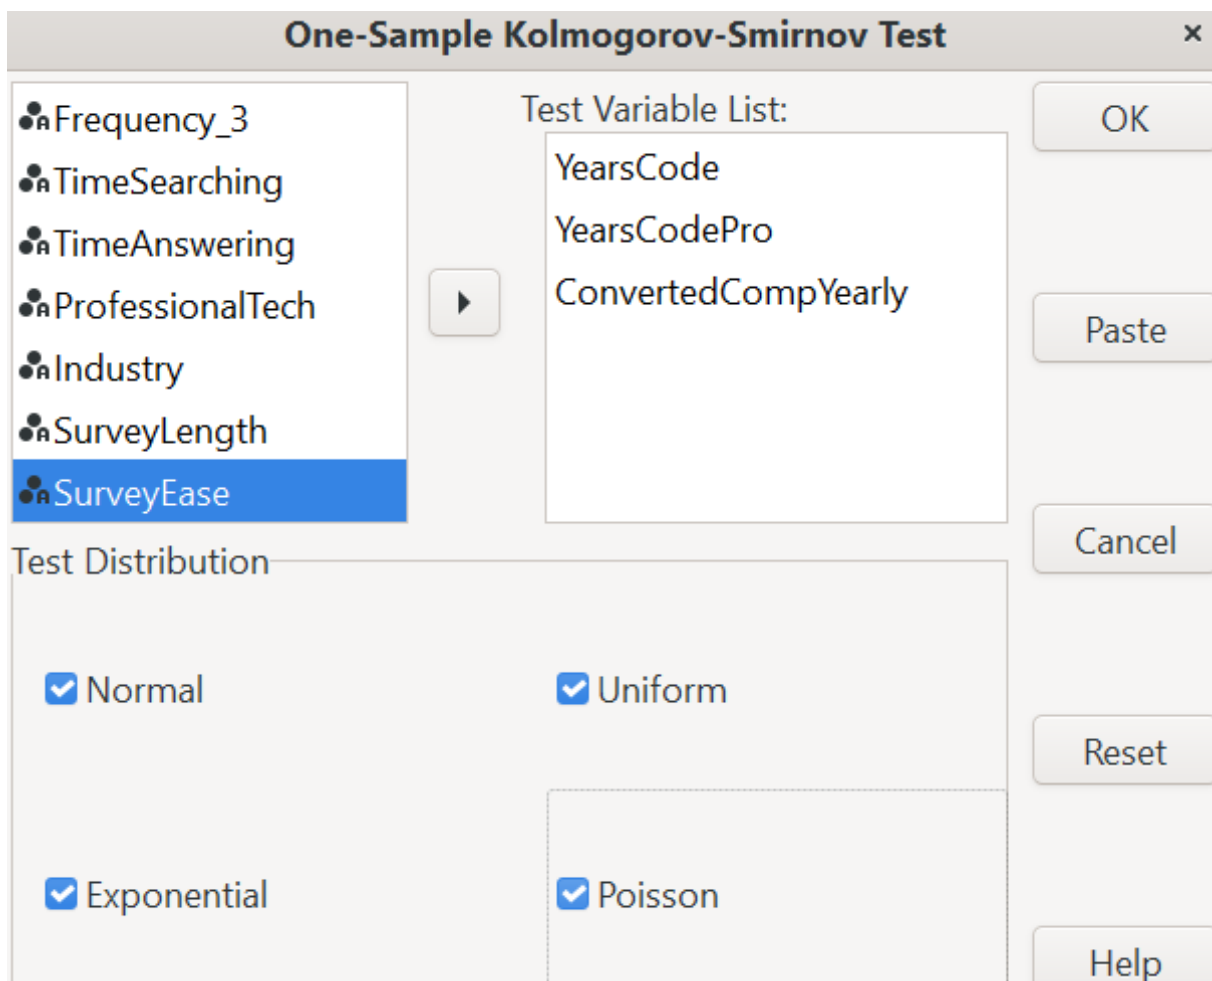 One-Sample Kolmogorov-Smirnov Test
Frequency_3
TimeSearching
TimeAnswering
ProfessionalTech
Industry
SurveyLength
SurveyEase
Test Variable List:
YearsCode
YearsCodePro
ConvertedCompYearly
OK
Paste
Cancel
Reset
Help
Test Distribution
Normal
Uniform
Exponential
Poisson